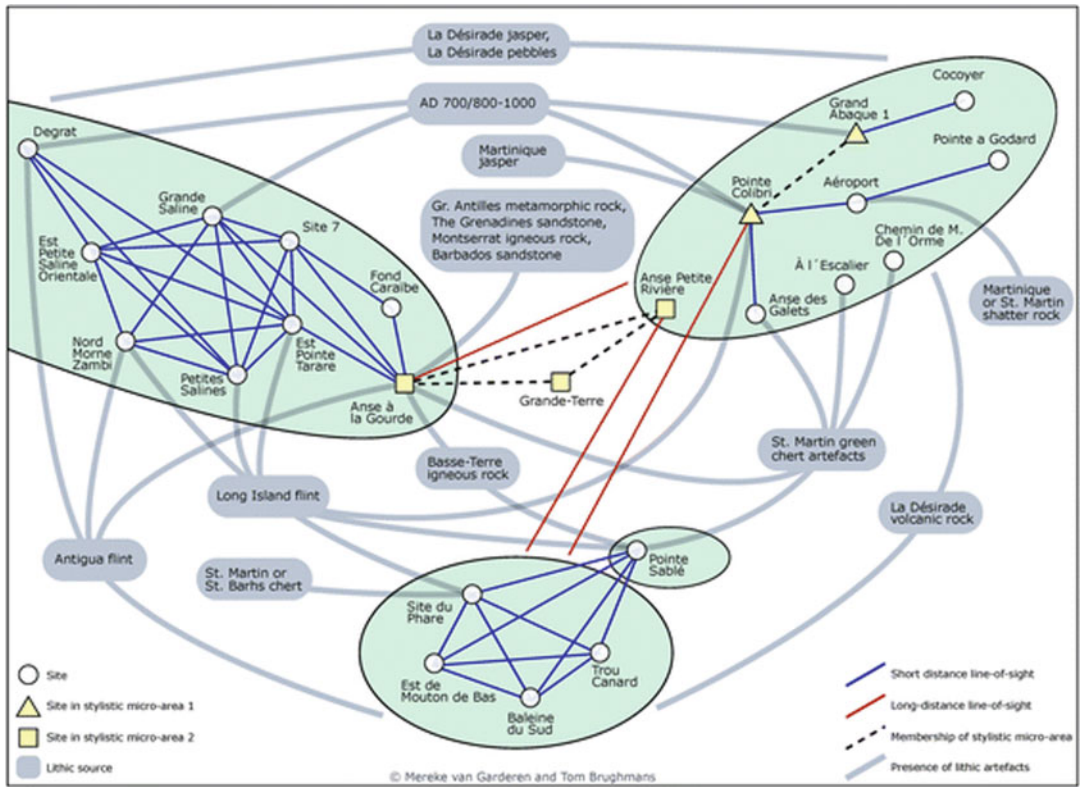 La Désirade jasper,
La Désirade pebbles
AD 700/800-1000
Martinique
jasper
Gr. Antilles metamorphic rock,
The Grenadines sandstone,
Montserrat igneous rock,
Barbados sandstone
Cocoyer
Grand
Abaque 1
Pointe a Godard
Pointe
Colibri
Aéroport
Chemin de M.
De l´Orme
À l´Escalier
Anse Petite
Rivière
Anse des
Galets
Martinique
or St. Martin
shatter rock
Degrat
Grande
Saline
Site 7
Est
Petite
Saline
Orientale
Fond
Caraïbe
Nord
Morne
Zambi
Petites
Salines
Est
Pointe
Tarare
Anse à
la Gourde
Grande-Terre
Basse-Terre
igneous rock
St. Martin green
chert artefacts
Long Island flint
La Désirade
volcanic rock
Antigua flint
St. Martin or
St. Barhs chert
Pointe
Sablé
Site du
Phare
Est de
Mouton de Bas
Trou
Canard
Baleine
du Sud
Site
Site in stylistic micro-area 1
Site in stylistic micro-area 2
Lithic source
Short distance line-of-sight
Long-distance line-of-sight
Membership of stylistic micro-area
Presence of lithic artefacts
© Mereke van Garderen and Tom Brughmans